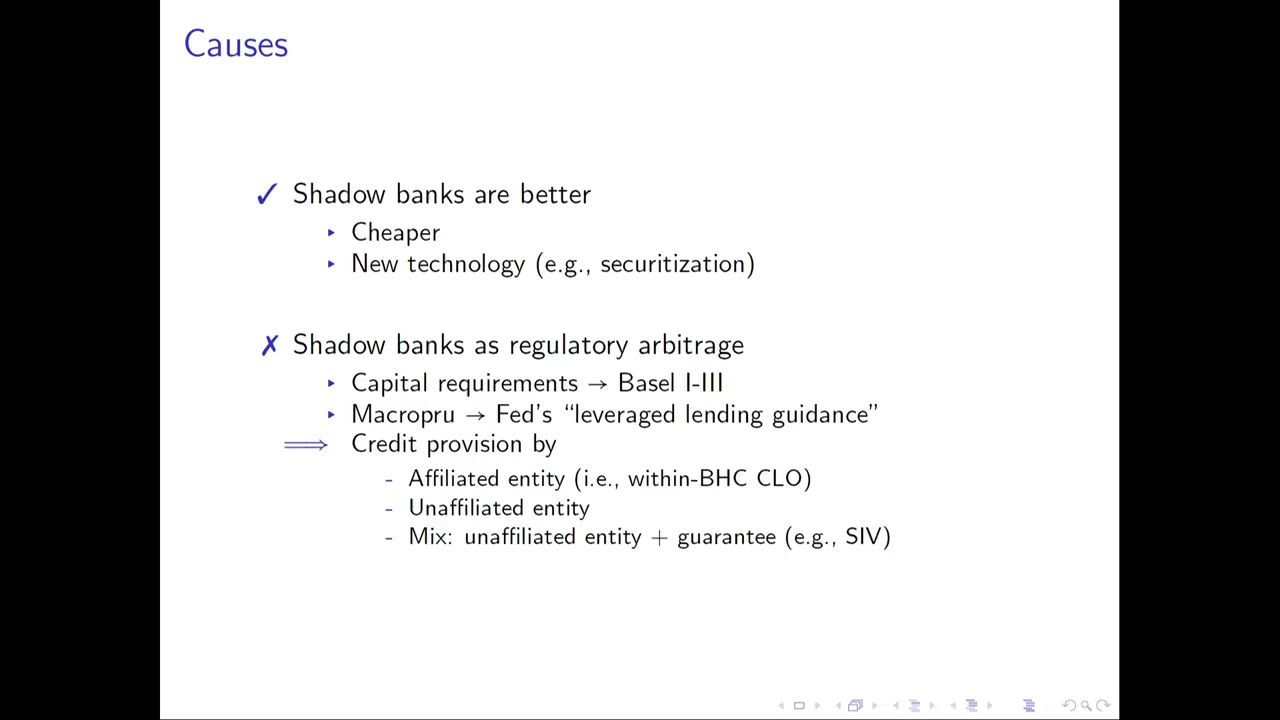 Causes
✓ Shadow banks are better
▸ Cheaper
▸ New technology (e.g., securitization)
✗ Shadow banks as regulatory arbitrage
▸ Capital requirements → Basel I-III
▸ Macropru → Fed's “leveraged lending guidance”
⟹ Credit provision by
- Affiliated entity (i.e., within-BHC CLO)
- Unaffiliated entity
- Mix: unaffiliated entity + guarantee (e.g., SIV)